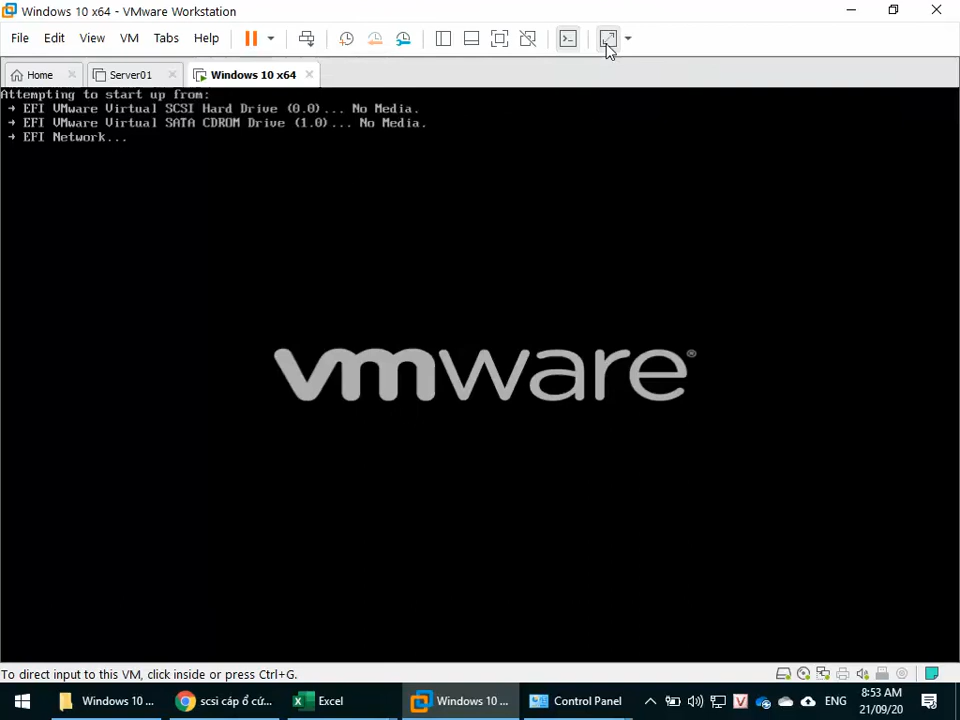 Windows 10 x64 - VMware Workstation
File Edit View VM Tabs Help
Home Server01 Windows 10 x64
Attempting to start up from:
→ EFI VMware Virtual SCSI Hard Drive (0.0)... No Media.
→ EFI VMware Virtual SATA CDROM Drive (1.0)... No Media.
→ EFI Network...
vmware®
To direct input to this VM, click inside or press Ctrl+G.
Windows 10 ... scsi cáp ổ cứ... Excel Windows 10 ... Control Panel ENG 8:53 AM
21/09/20